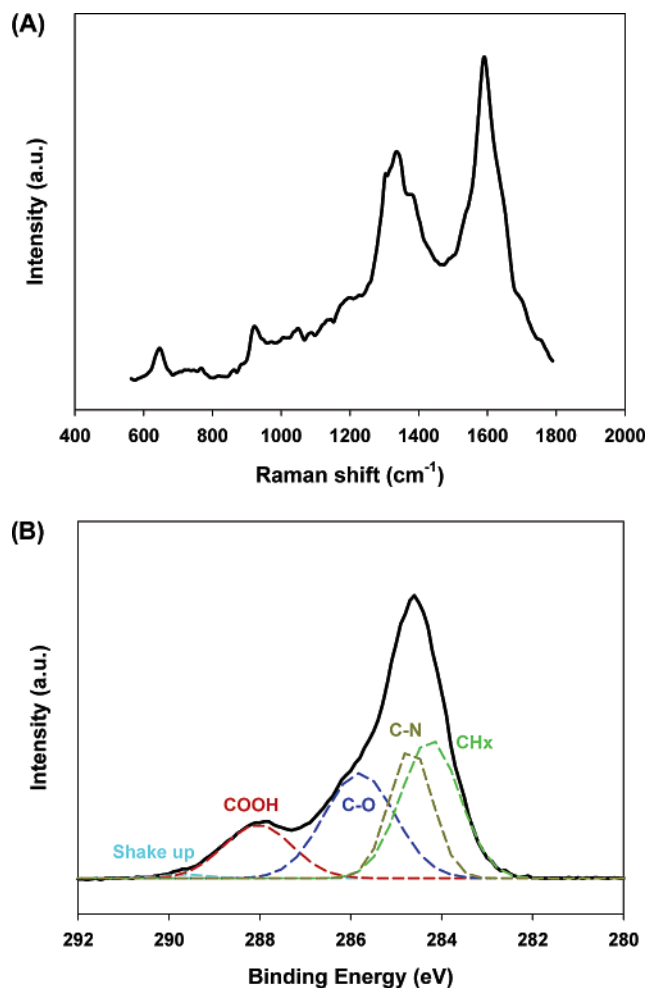 (A)
Intensity (a.u.)
400 600 800 1000 1200 1400 1600 1800 2000
Raman shift (cm⁻¹)
(B)
Intensity (a.u.)
C-N
CHx
COOH
C-O
Shake up
292 290 288 286 284 282 280
Binding Energy (eV)